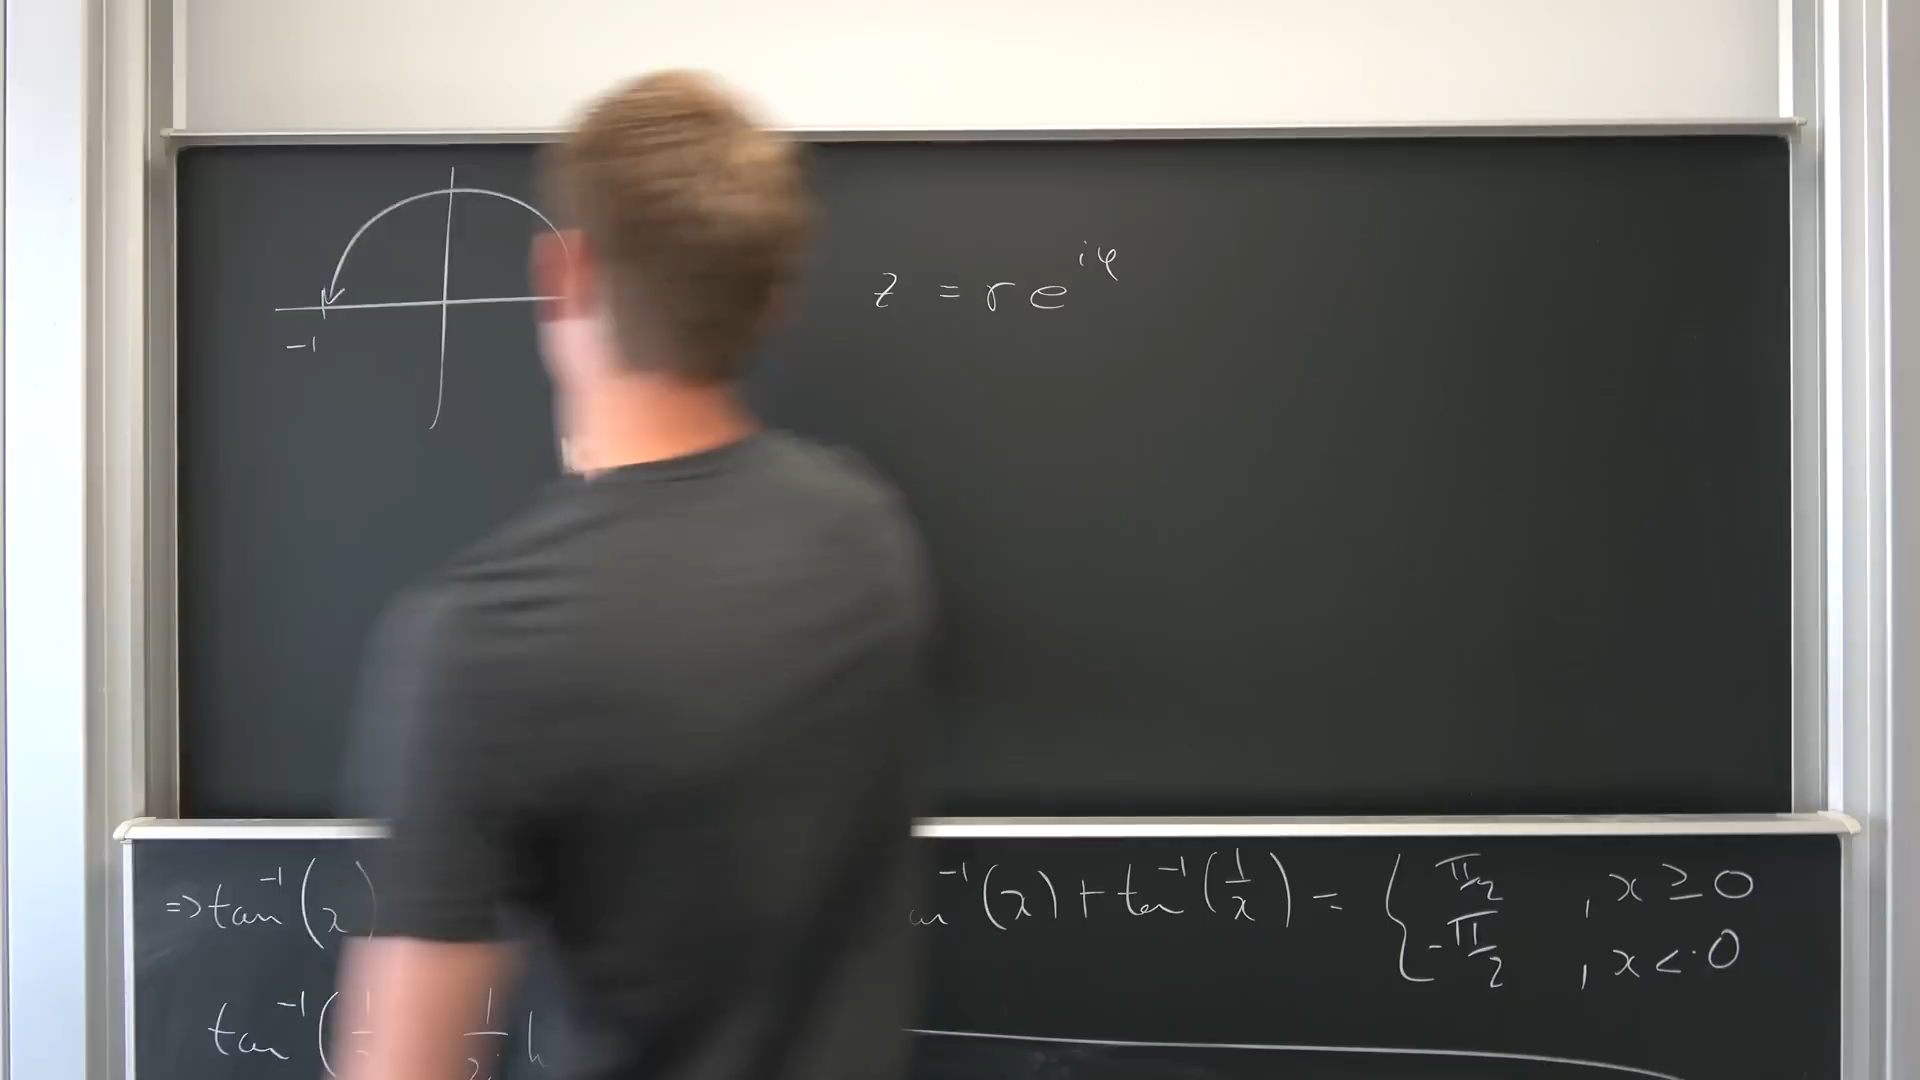 z = r e^{iφ}
-1
=> tan^{-1}(x)
^{-1}(x) + tan^{-1}(1/x) = { π/2 , x ≥ 0
-π/2 , x < 0
tan^{-1}(